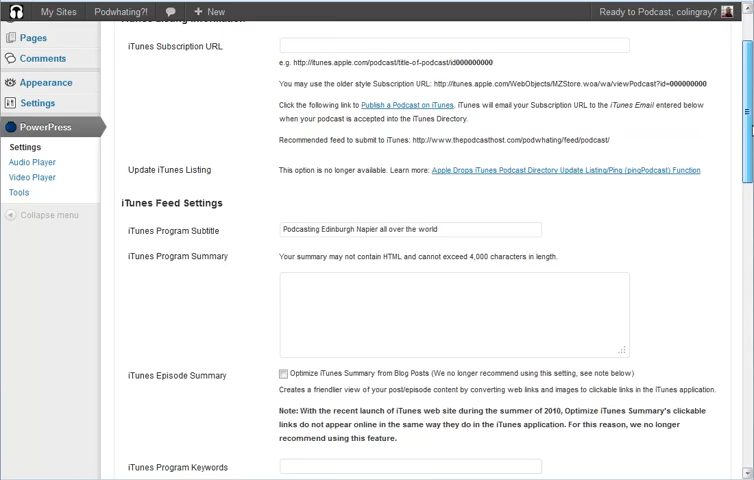 My Sites Podwhating?! New Ready to Podcast, colingray?
iTunes Listing Information
Pages
Comments
Appearance
Settings
PowerPress
Settings
Audio Player
Video Player
Tools
Collapse menu
iTunes Subscription URL
e.g. http://itunes.apple.com/podcast/title-of-podcast/id000000000
You may use the older style Subscription URL: http://itunes.apple.com/WebObjects/MZStore.woa/wa/viewPodcast?id=000000000
Click the following link to Publish a Podcast on iTunes. iTunes will email your Subscription URL to the iTunes Email entered below
when your podcast is accepted into the iTunes Directory.
Recommended feed to submit to iTunes: http://www.thepodcasthost.com/podwhating/feed/podcast/
Update iTunes Listing This option is no longer available. Learn more: Apple Drops iTunes Podcast Directory Update Listing/Ping (pingPodcast) Function
iTunes Feed Settings
iTunes Program Subtitle Podcasting Edinburgh Napier all over the world
iTunes Program Summary Your summary may not contain HTML and cannot exceed 4,000 characters in length.
iTunes Episode Summary Optimize iTunes Summary from Blog Posts (We no longer recommend using this setting, see note below)
Creates a friendlier view of your post/episode content by converting web links and images to clickable links in the iTunes application.
Note: With the recent launch of iTunes web site during the summer of 2010, Optimize iTunes Summary's clickable
links do not appear online in the same way they do in the iTunes application. For this reason, we no longer
recommend using this feature.
iTunes Program Keywords